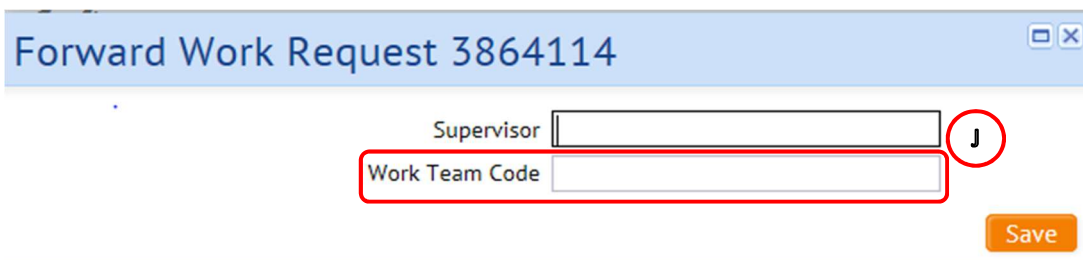 Forward Work Request 3864114
Supervisor
J
Work Team Code
Save